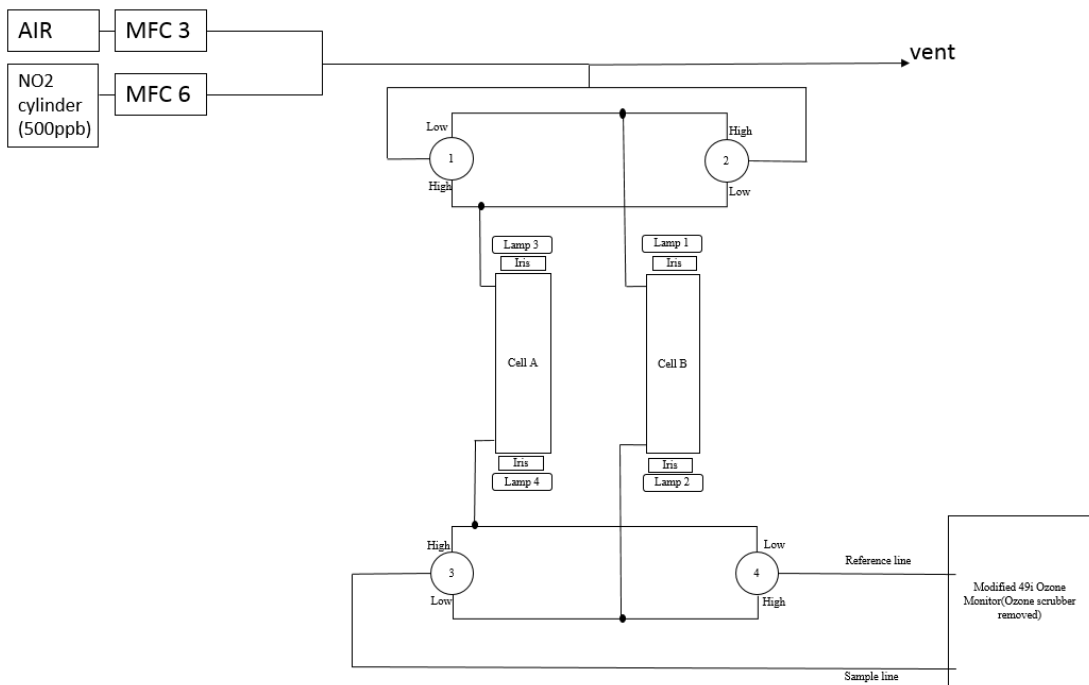 AIR
MFC 3
vent
NO2
cylinder
(500ppb)
MFC 6
Low
High
1
2
High
Low
Lamp 3
Lamp 1
Iris
Iris
Cell A
Cell B
Iris
Iris
Lamp 4
Lamp 2
High
Low
3
4
Low
High
Reference line
Modified 49i Ozone
Monitor(Ozone scrubber
removed)
Sample line